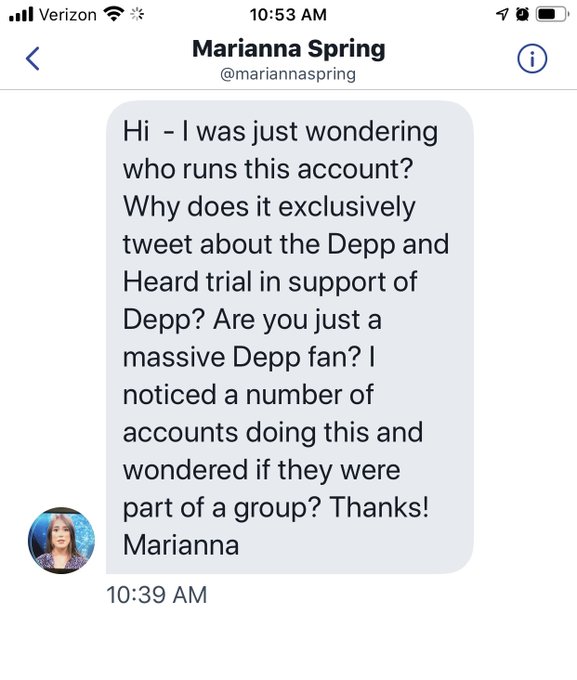 Verizon 10:53 AM
Marianna Spring
@mariannaspring
Hi - I was just wondering
who runs this account?
Why does it exclusively
tweet about the Depp and
Heard trial in support of
Depp? Are you just a
massive Depp fan? I
noticed a number of
accounts doing this and
wondered if they were
part of a group? Thanks!
Marianna
10:39 AM